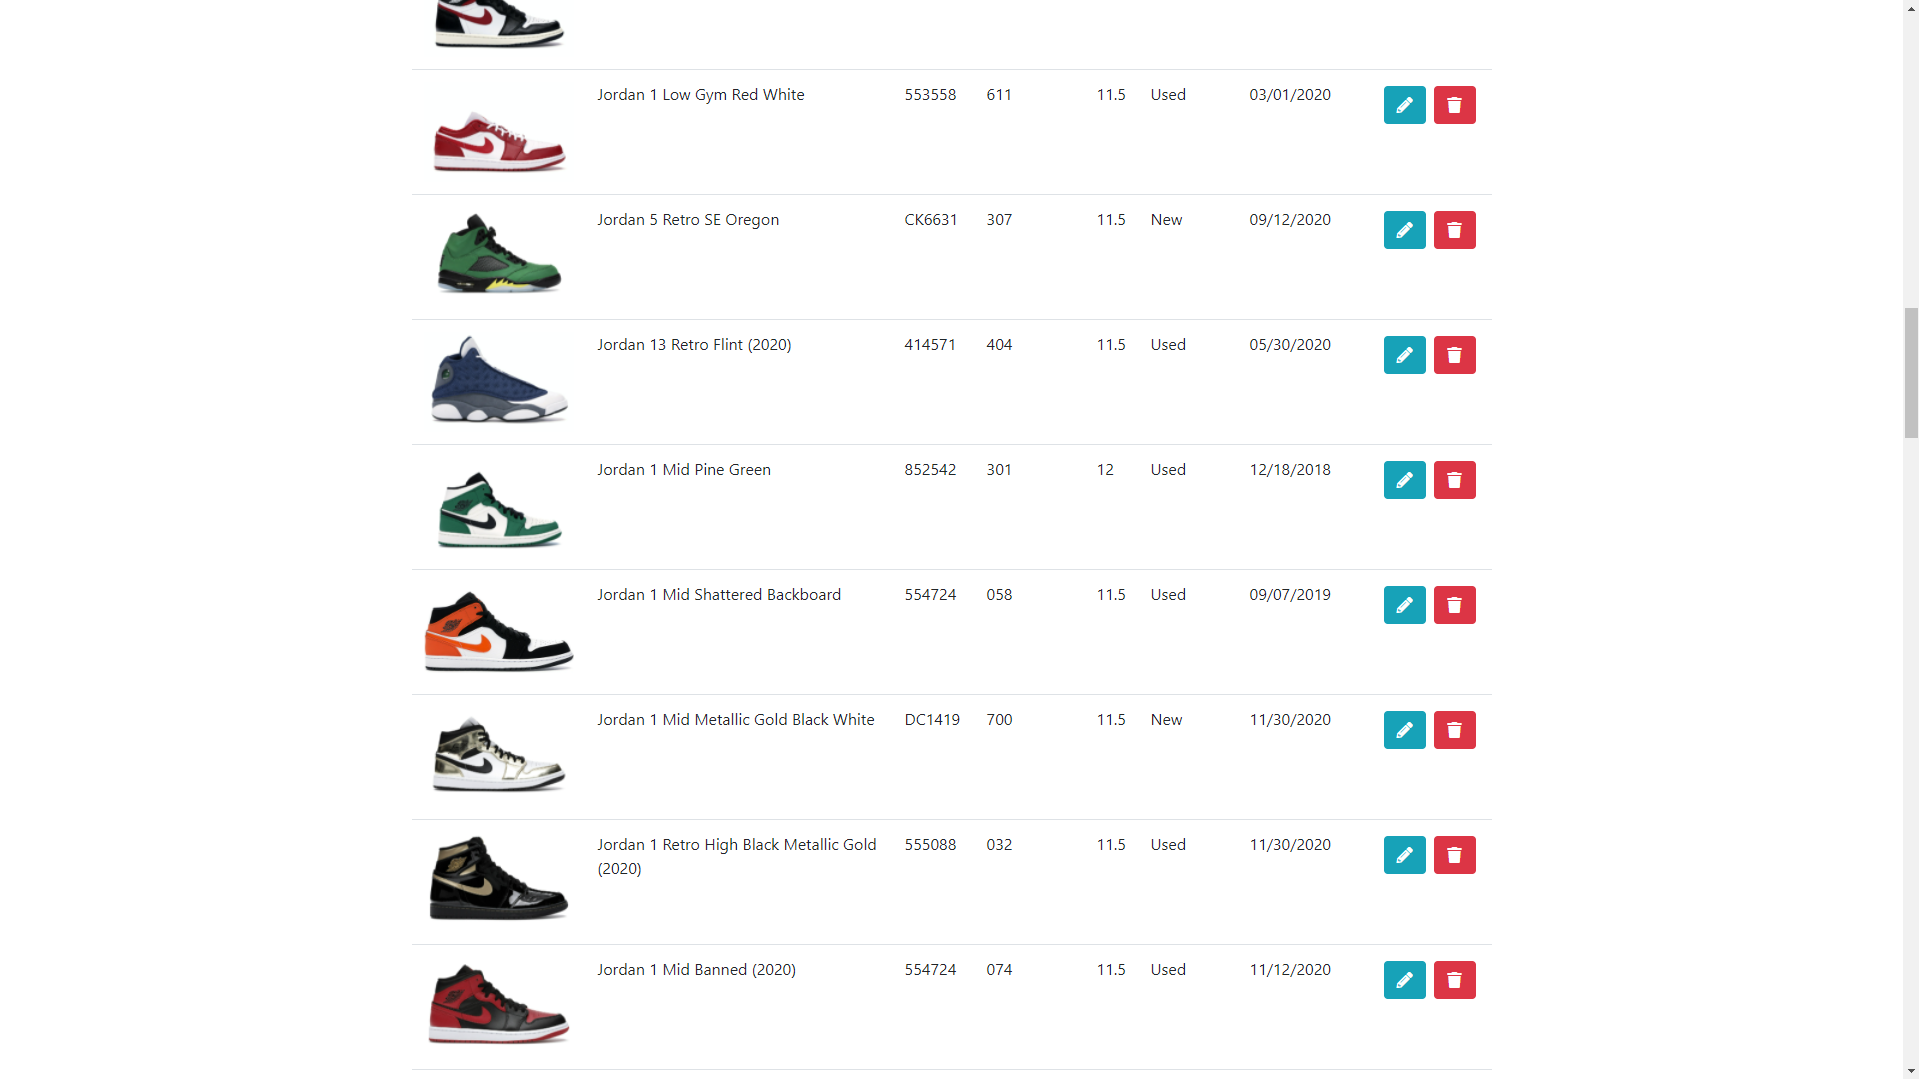 Jordan 1 Low Gym Red White 553558 611 11.5 Used 03/01/2020
Jordan 5 Retro SE Oregon CK6631 307 11.5 New 09/12/2020
Jordan 13 Retro Flint (2020) 414571 404 11.5 Used 05/30/2020
Jordan 1 Mid Pine Green 852542 301 12 Used 12/18/2018
Jordan 1 Mid Shattered Backboard 554724 058 11.5 Used 09/07/2019
Jordan 1 Mid Metallic Gold Black White DC1419 700 11.5 New 11/30/2020
Jordan 1 Retro High Black Metallic Gold 555088 032 11.5 Used 11/30/2020
(2020)
Jordan 1 Mid Banned (2020) 554724 074 11.5 Used 11/12/2020